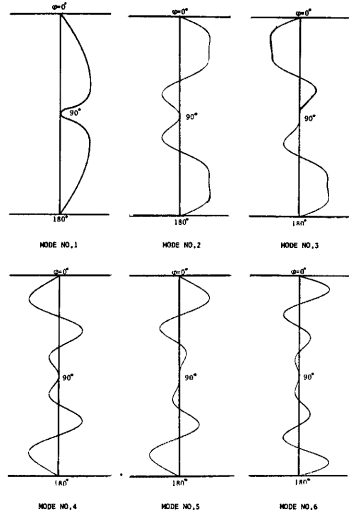 φ=0° φ=0° φ=0°
90° 90° 90°
180° 180° 180°
MODE NO,1 MODE NO,2 MODE NO,3
φ=0° φ=0° φ=0°
90° 90° 90°
180° 180° 180°
MODE NO,4 MODE NO,5 MODE NO,6